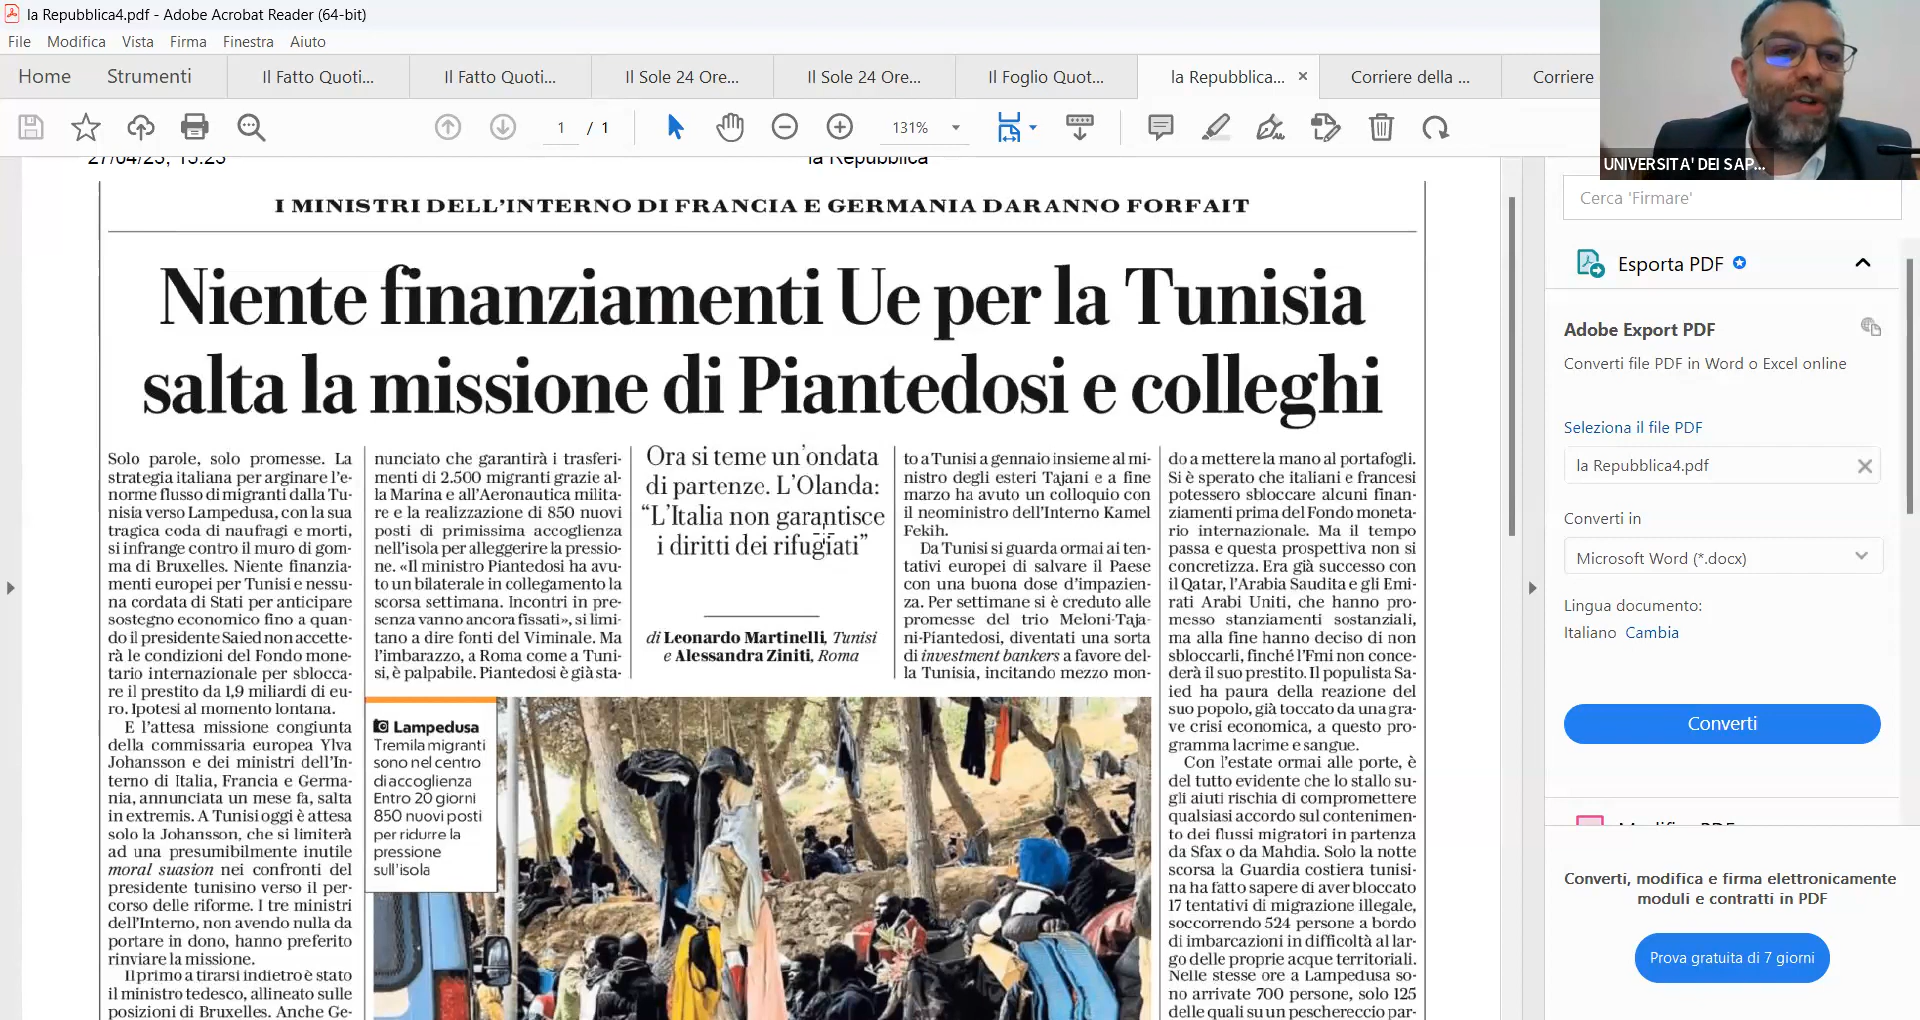 la Repubblica4.pdf - Adobe Acrobat Reader (64-bit)
File Modifica Vista Firma Finestra Aiuto
Home Strumenti Il Fatto Quoti... Il Fatto Quoti... Il Sole 24 Ore... Il Sole 24 Ore... Il Foglio Quot... la Repubblica... × Corriere della ... Corriere
1 / 1 131%
UNIVERSITA' DEI SAP...
27/04/23, 15:23 la Repubblica
I MINISTRI DELL'INTERNO DI FRANCIA E GERMANIA DARANNO FORFAIT
Niente finanziamenti Ue per la Tunisia
salta la missione di Piantedosi e colleghi
Solo parole, solo promesse. La
strategia italiana per arginare l'e-
norme flusso di migranti dalla Tu-
nisia verso Lampedusa, con la sua
tragica coda di naufragi e morti,
si infrange contro il muro di gom-
ma di Bruxelles. Niente finanzia-
menti europei per Tunisi e nessu-
na cordata di Stati per anticipare
sostegno economico fino a quan-
do il presidente Saied non accette-
rà le condizioni del Fondo mone-
tario internazionale per sblocca-
re il prestito da 1,9 miliardi di eu-
ro. Ipotesi al momento lontana.
E l'attesa missione congiunta
della commissaria europea Ylva
Johansson e dei ministri dell'In-
terno di Italia, Francia e Germa-
nia, annunciata un mese fa, salta
in extremis. A Tunisi oggi è attesa
solo la Johansson, che si limiterà
ad una presumibilmente inutile
moral suasion nei confronti del
presidente tunisino verso il per-
corso delle riforme. I tre ministri
dell'Interno, non avendo nulla da
portare in dono, hanno preferito
rinviare la missione.
Il primo a tirarsi indietro è stato
il ministro tedesco, allineato sulle
posizioni di Bruxelles. Anche Ge-
nunciato che garantirà i trasferi-
menti di 2.500 migranti grazie al-
la Marina e all'Aeronautica milita-
re e la realizzazione di 850 nuovi
posti di primissima accoglienza
nell'isola per alleggerire la pressio-
ne. «Il ministro Piantedosi ha avu-
to un bilaterale in collegamento la
scorsa settimana. Incontri in pre-
senza vanno ancora fissati», si limi-
tano a dire fonti del Viminale. Ma
l'imbarazzo, a Roma come a Tuni-
si, è palpabile. Piantedosi è già sta-
Ora si teme un'ondata
di partenze. L'Olanda:
“L'Italia non garantisce
i diritti dei rifugiati”
di Leonardo Martinelli, Tunisi
e Alessandra Ziniti, Roma
to a Tunisi a gennaio insieme al mi-
nistro degli esteri Tajani e a fine
marzo ha avuto un colloquio con
il neoministro dell'Interno Kamel
Fekih.
Da Tunisi si guarda ormai ai ten-
tativi europei di salvare il Paese
con una buona dose d'impazien-
za. Per settimane si è creduto alle
promesse del trio Meloni-Taja-
ni-Piantedosi, diventati una sorta
di investment bankers a favore del-
la Tunisia, incitando mezzo mon-
do a mettere la mano al portafogli.
Si è sperato che italiani e francesi
potessero sbloccare alcuni finan-
ziamenti prima del Fondo moneta-
rio internazionale. Ma il tempo
passa e questa prospettiva non si
concretizza. Era già successo con
il Qatar, l'Arabia Saudita e gli Emi-
rati Arabi Uniti, che hanno pro-
messo stanziamenti sostanziali,
ma alla fine hanno deciso di non
sbloccarli, finché l'Fmi non conce-
derà il suo prestito. Il populista Sa-
ied ha paura della reazione del
suo popolo, già toccato da una gra-
ve crisi economica, a questo pro-
gramma lacrime e sangue.
Con l'estate ormai alle porte, è
del tutto evidente che lo stallo su-
gli aiuti rischia di compromettere
qualsiasi accordo sul contenimen-
to dei flussi migratori in partenza
da Sfax o da Mahdia. Solo la notte
scorsa la Guardia costiera tunisi-
na ha fatto sapere di aver bloccato
17 tentativi di migrazione illegale,
soccorrendo 524 persone a bordo
di imbarcazioni in difficoltà al lar-
go delle proprie acque territoriali.
Nelle stesse ore a Lampedusa so-
no arrivate 700 persone, solo 125
delle quali su un peschereccio par-
Lampedusa
Tremila migranti
sono nel centro
di accoglienza
Entro 20 giorni
850 nuovi posti
per ridurre la
pressione
sull'isola
Cerca 'Firmare'
Esporta PDF
Adobe Export PDF
Converti file PDF in Word o Excel online
Seleziona il file PDF
la Repubblica4.pdf
Converti in
Microsoft Word (*.docx)
Lingua documento:
Italiano Cambia
Converti
Converti, modifica e firma elettronicamente
moduli e contratti in PDF
Prova gratuita di 7 giorni